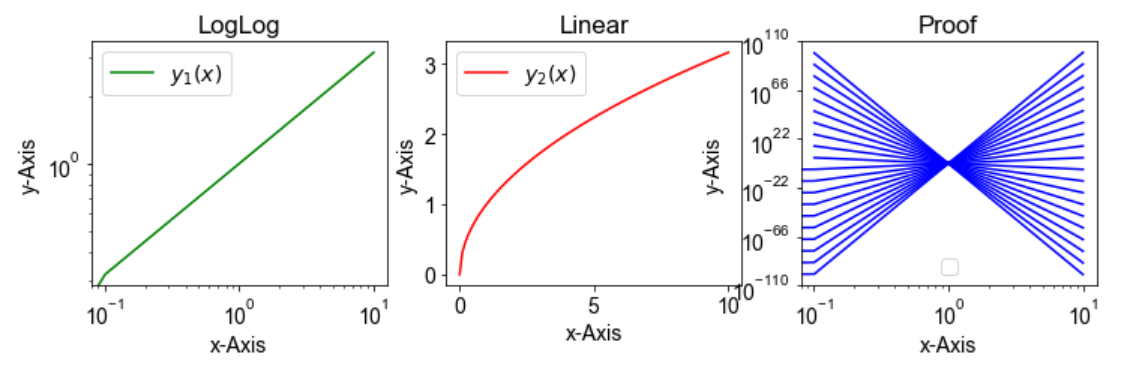 LogLog
y₁(x)
y-Axis
10⁰
10⁻¹
10⁰
10¹
x-Axis
Linear
y₂(x)
y-Axis
3
2
1
0
0
5
10
x-Axis
Proof
y-Axis
10¹¹⁰
10⁶⁶
10²²
10⁻²²
10⁻⁶⁶
10⁻¹¹⁰
10⁻¹
10⁰
10¹
x-Axis